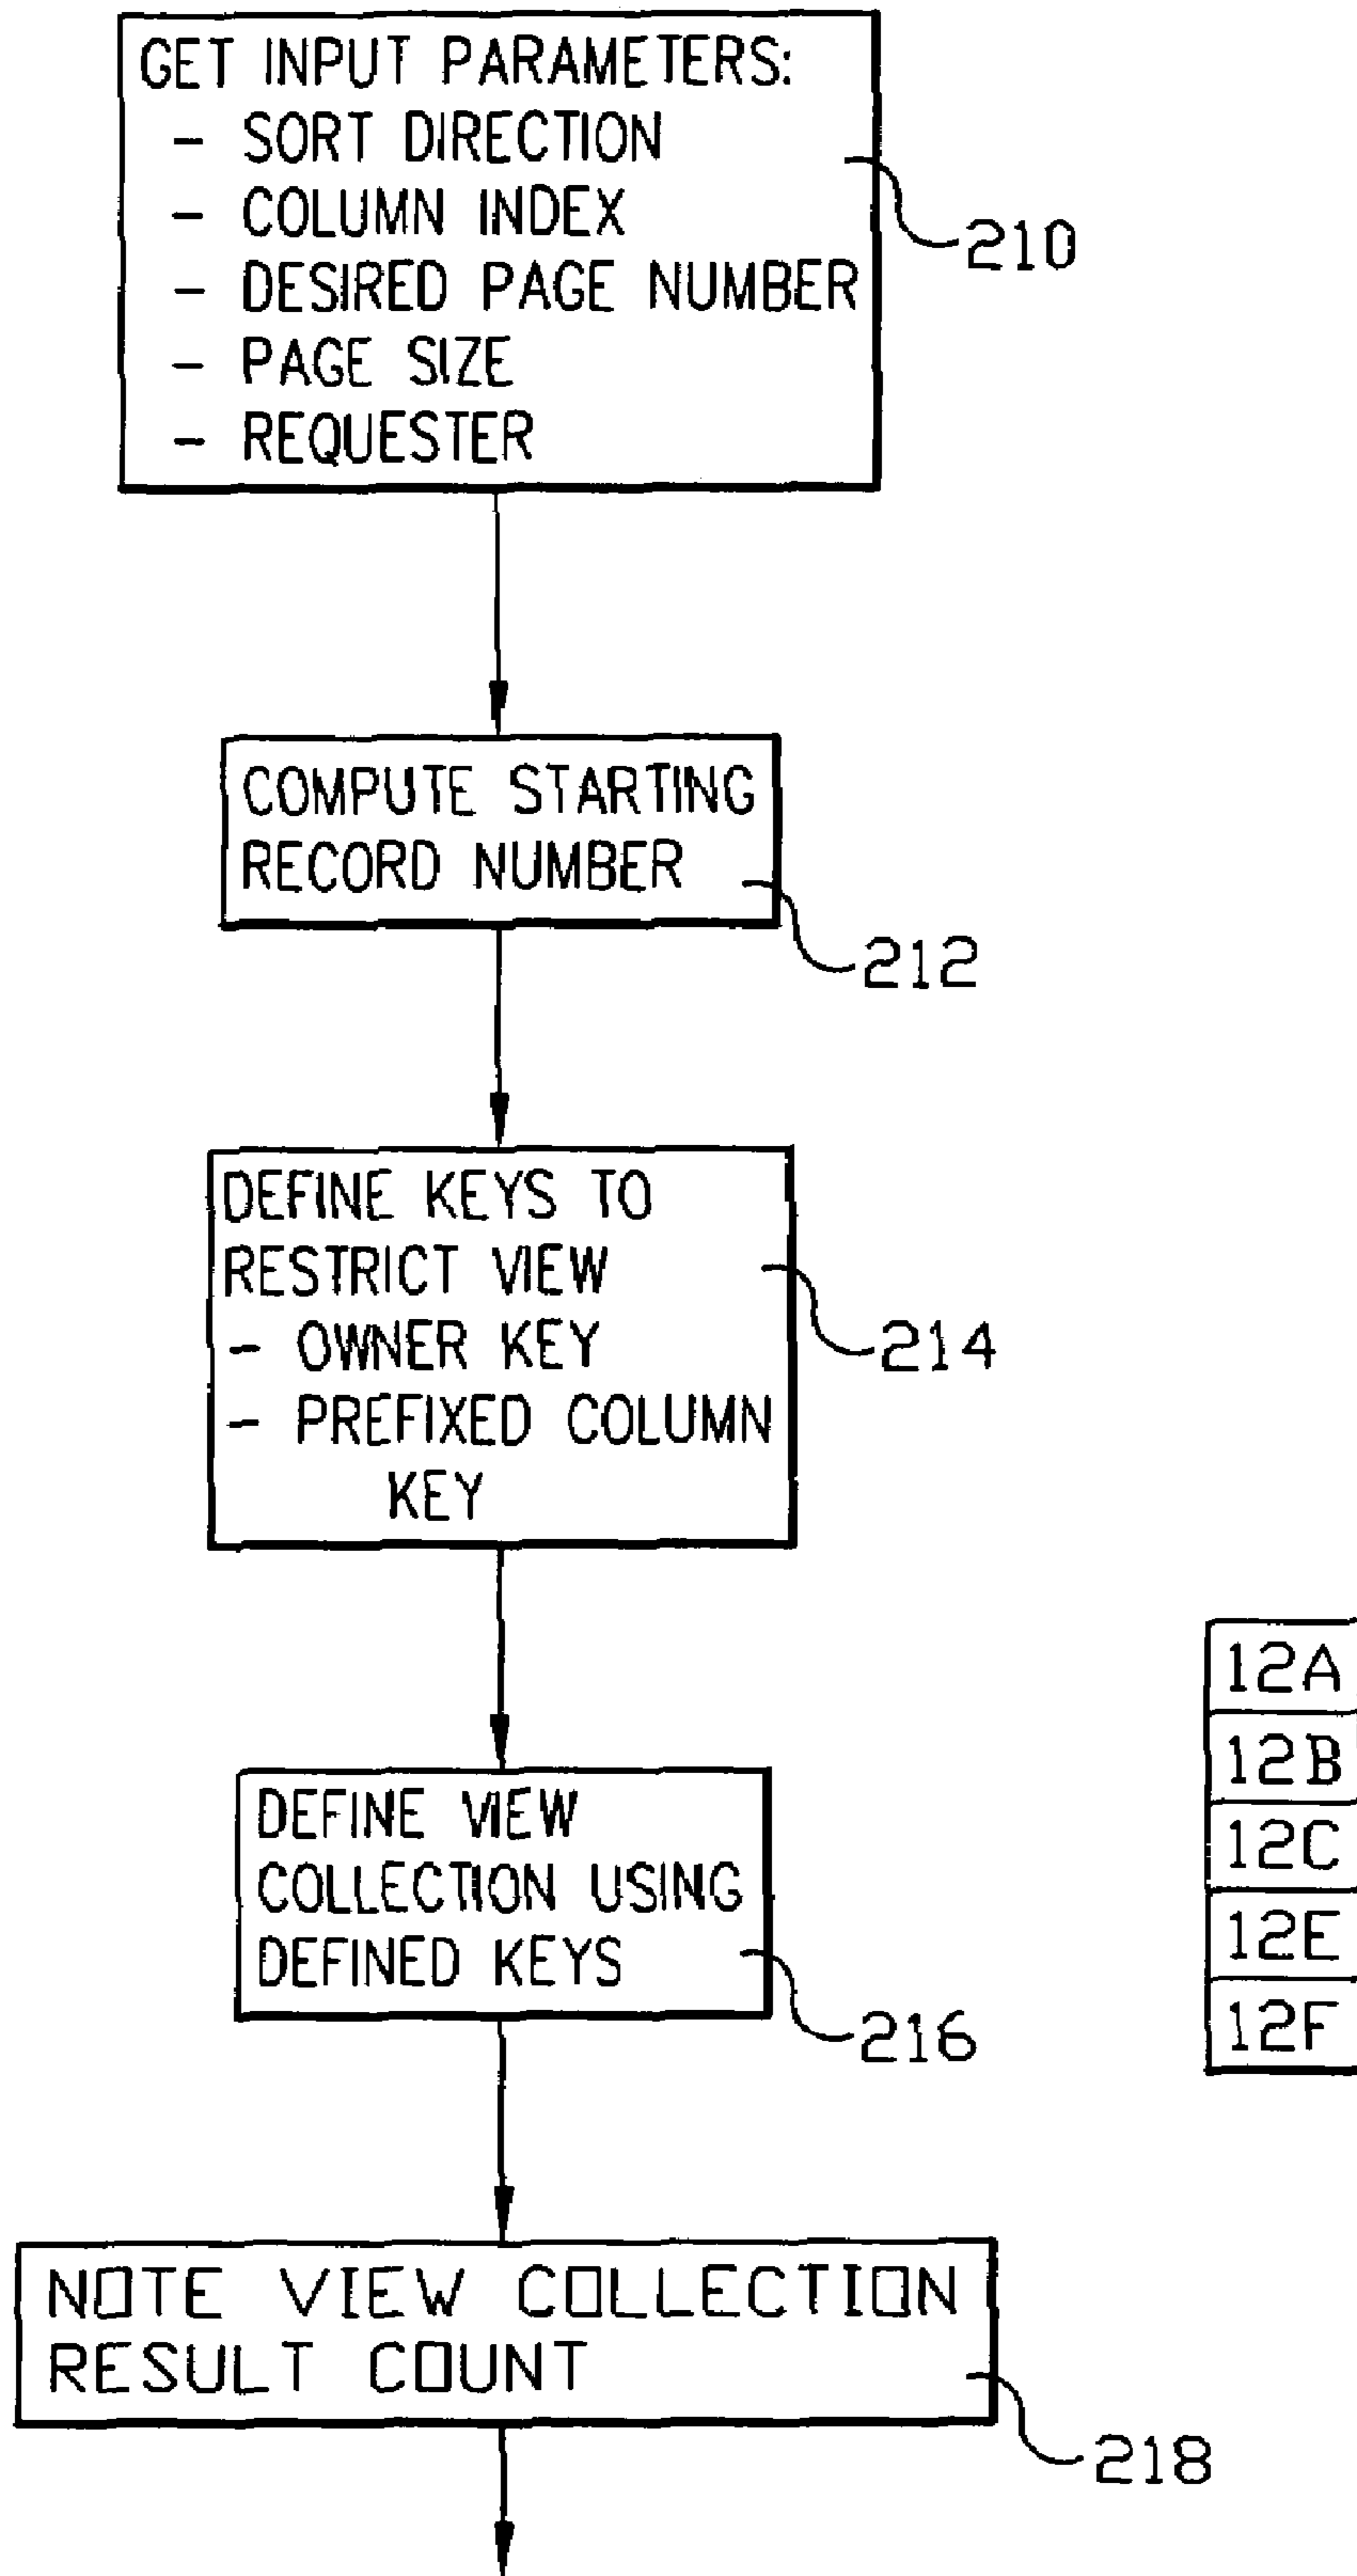 GET INPUT PARAMETERS:
- SORT DIRECTION
- COLUMN INDEX
- DESIRED PAGE NUMBER
- PAGE SIZE
- REQUESTER
210
COMPUTE STARTING
RECORD NUMBER
212
DEFINE KEYS TO
RESTRICT VIEW
- OWNER KEY
- PREFIXED COLUMN
KEY
214
DEFINE VIEW
COLLECTION USING
DEFINED KEYS
216
12A
12B
12C
12E
12F
NOTE VIEW COLLECTION
RESULT COUNT
218